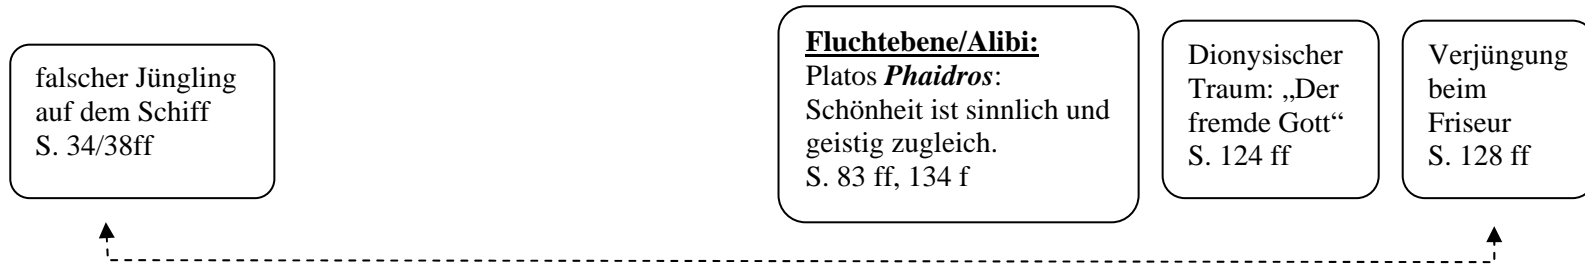 falscher Jüngling
auf dem Schiff
S. 34/38ff
Fluchtebene/Alibi:
Platos Phaidros:
Schönheit ist sinnlich und
geistig zugleich.
S. 83 ff, 134 f
Dionysischer
Traum: „Der
fremde Gott“
S. 124 ff
Verjüngung
beim
Friseur
S. 128 ff